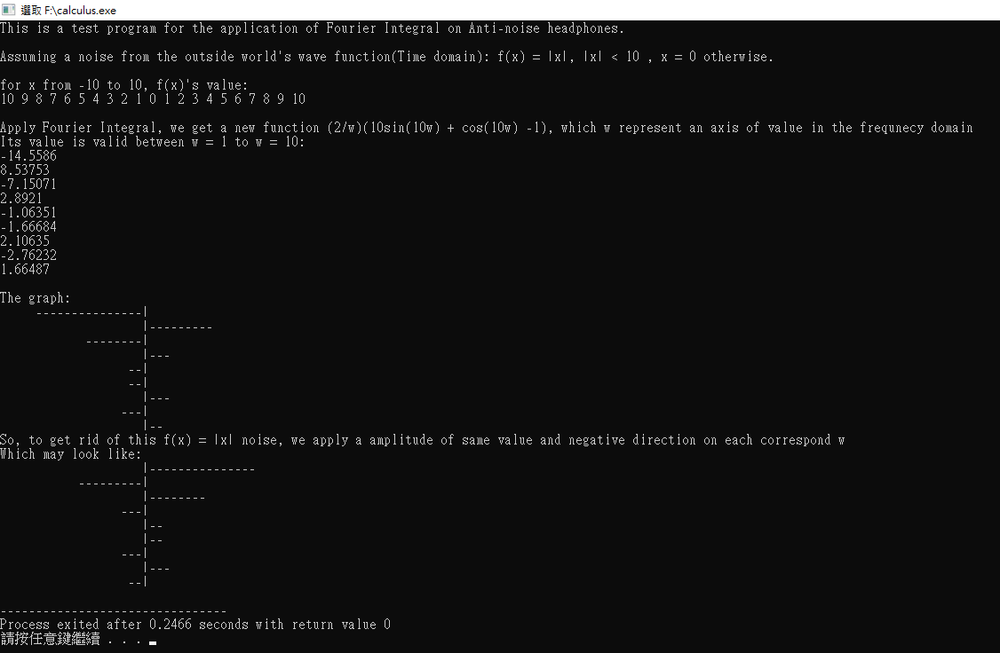 選取 F:\calculus.exe
This is a test program for the application of Fourier Integral on Anti-noise headphones.
Assuming a noise from the outside world's wave function(Time domain): f(x) = |x|, |x| < 10 , x = 0 otherwise.
for x from -10 to 10, f(x)'s value:
10 9 8 7 6 5 4 3 2 1 0 1 2 3 4 5 6 7 8 9 10
Apply Fourier Integral, we get a new function (2/w)(10sin(10w) + cos(10w) -1), which w represent an axis of value in the frequnecy domain
Its value is valid between w = 1 to w = 10:
-14.5586
8.53753
-7.15071
2.8921
-1.06351
-1.66684
2.10635
-2.76232
1.66487
The graph:
---------------|
|---------
--------|
|---
--|
--|
|---
---|
|--
So, to get rid of this f(x) = |x| noise, we apply a amplitude of same value and negative direction on each correspond w
Which may look like:
|---------------
---------|
|--------
---|
|--
|--
---|
|---
--|
--------------------------------
Process exited after 0.2466 seconds with return value 0
請按任意鍵繼續 . . .